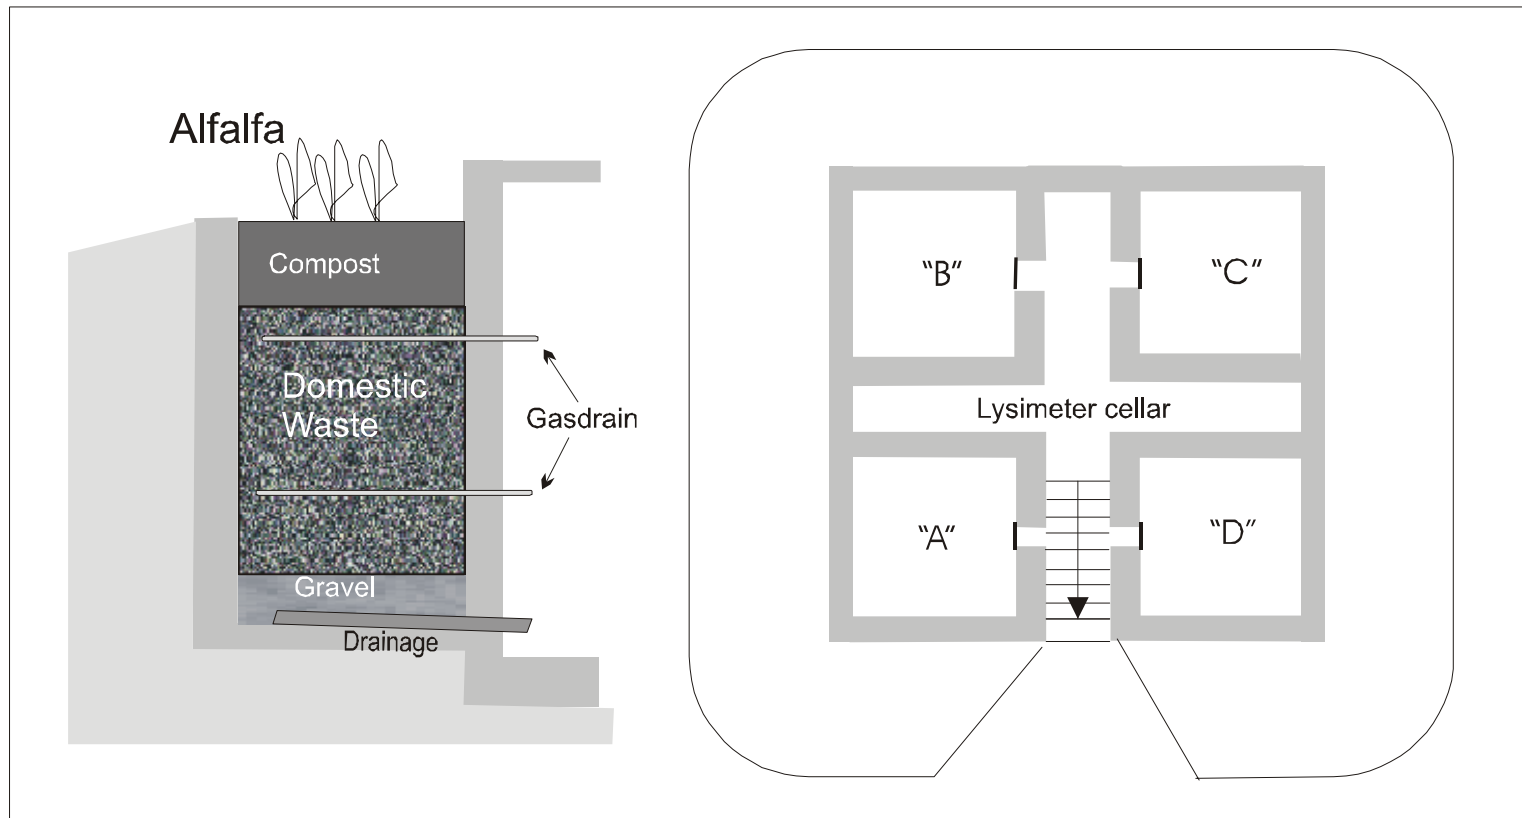 Alfalfa
Compost
Domestic
Waste
Gasdrain
Gravel
Drainage
“B”
“C”
Lysimeter cellar
“A”
“D”